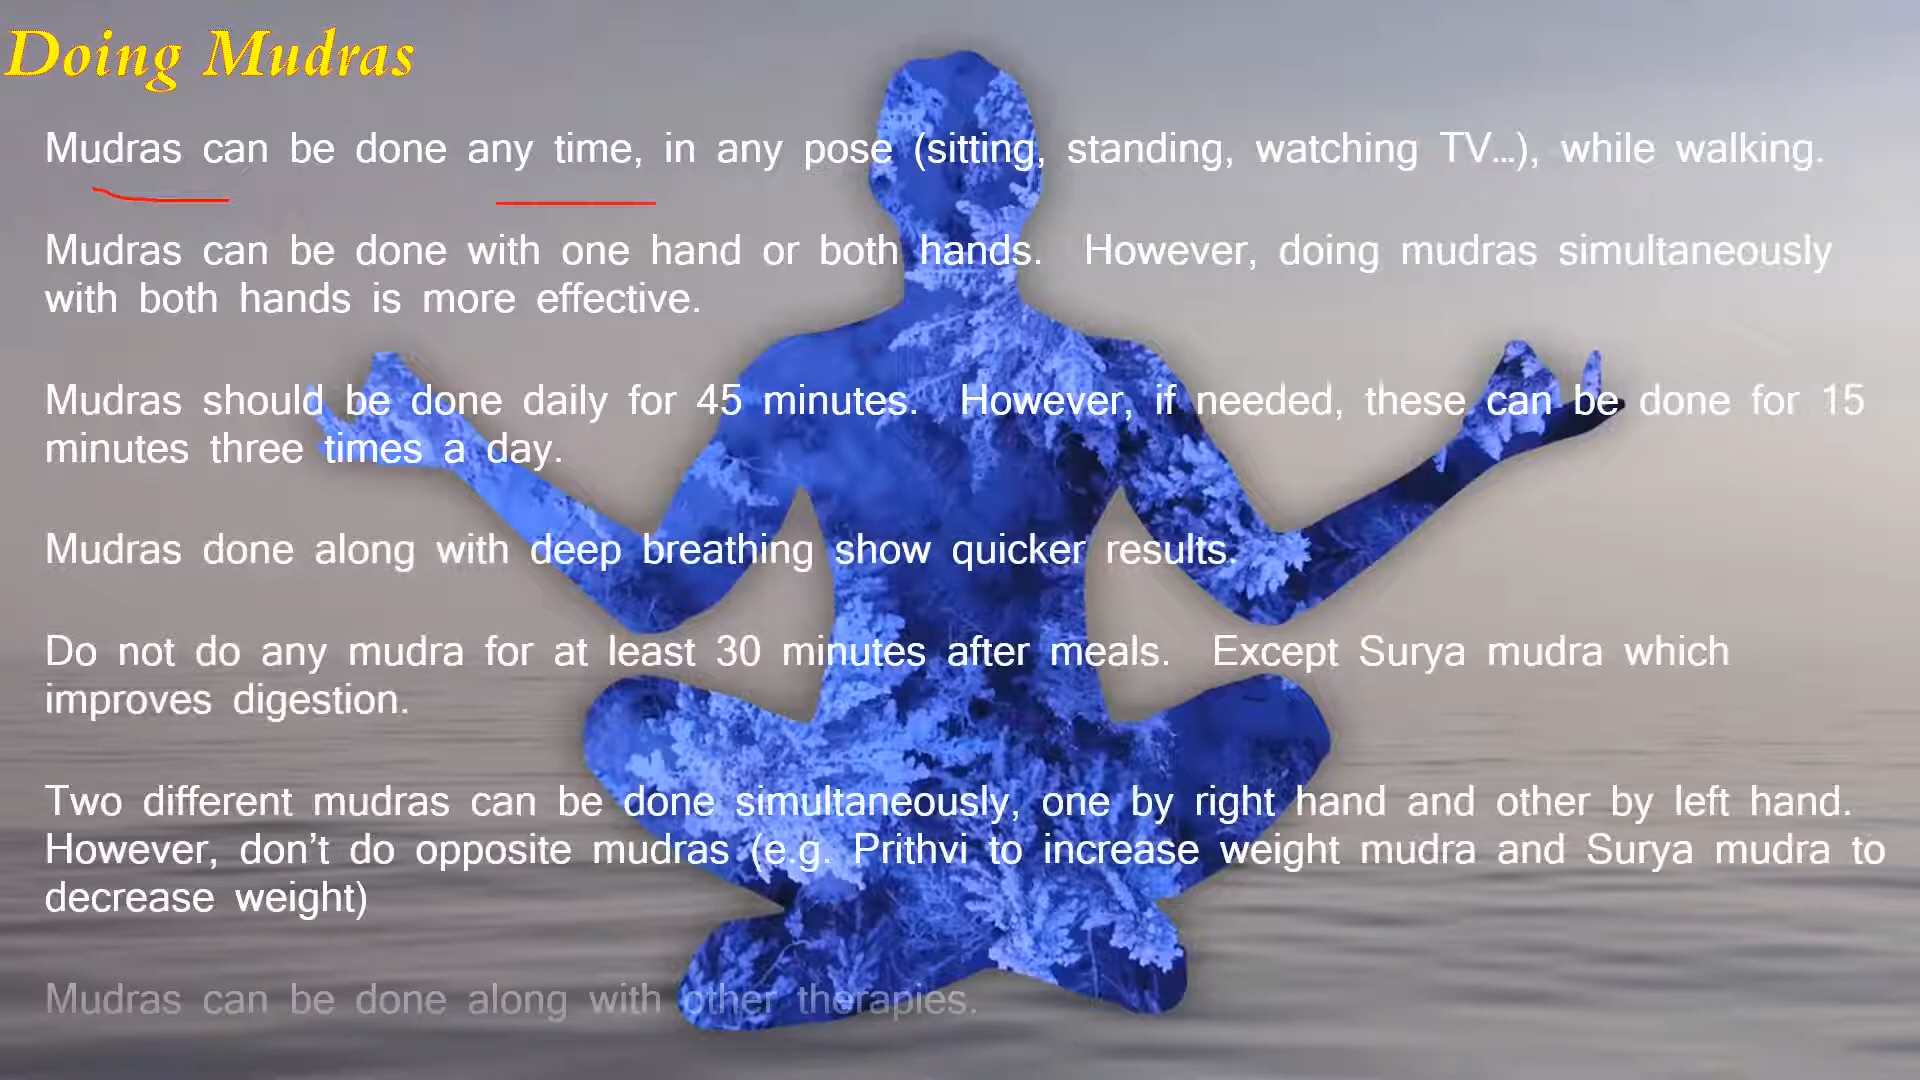 Doing Mudras
Mudras can be done any time, in any pose (sitting, standing, watching TV...), while walking.
Mudras can be done with one hand or both hands. However, doing mudras simultaneously
with both hands is more effective.
Mudras should be done daily for 45 minutes. However, if needed, these can be done for 15
minutes three times a day.
Mudras done along with deep breathing show quicker results.
Do not do any mudra for at least 30 minutes after meals. Except Surya mudra which
improves digestion.
Two different mudras can be done simultaneously, one by right hand and other by left hand.
However, don’t do opposite mudras (e.g. Prithvi to increase weight mudra and Surya mudra to
decrease weight)
Mudras can be done along with other therapies.